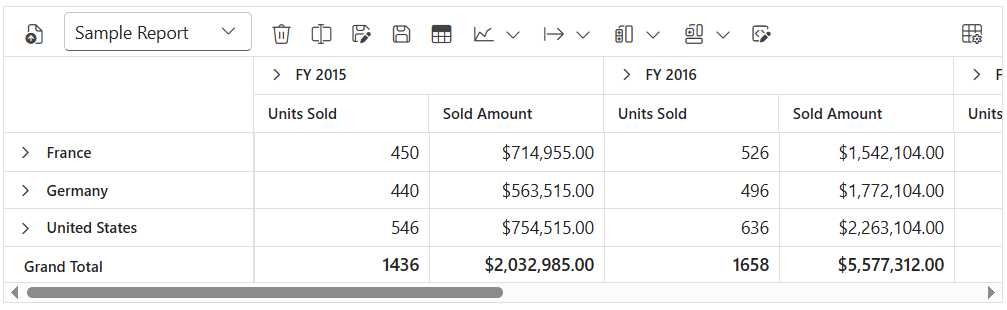 Sample Report
FY 2015 FY 2016 F
Units Sold Sold Amount Units Sold Sold Amount Units
France 450 $714,955.00 526 $1,542,104.00
Germany 440 $563,515.00 496 $1,772,104.00
United States 546 $754,515.00 636 $2,263,104.00
Grand Total 1436 $2,032,985.00 1658 $5,577,312.00